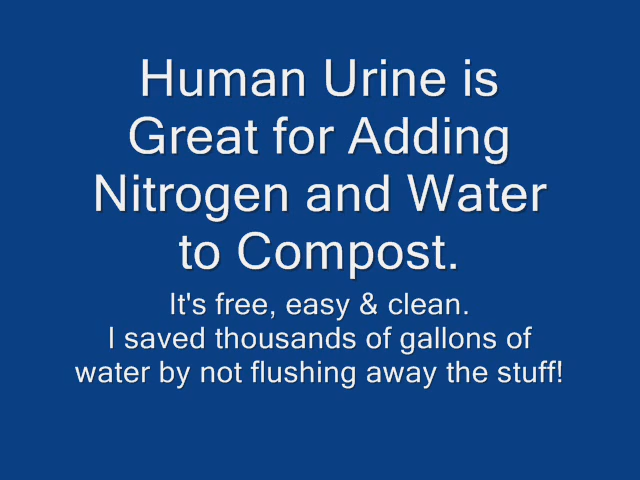 Human Urine is
Great for Adding
Nitrogen and Water
to Compost.
It's free, easy & clean.
I saved thousands of gallons of
water by not flushing away the stuff!